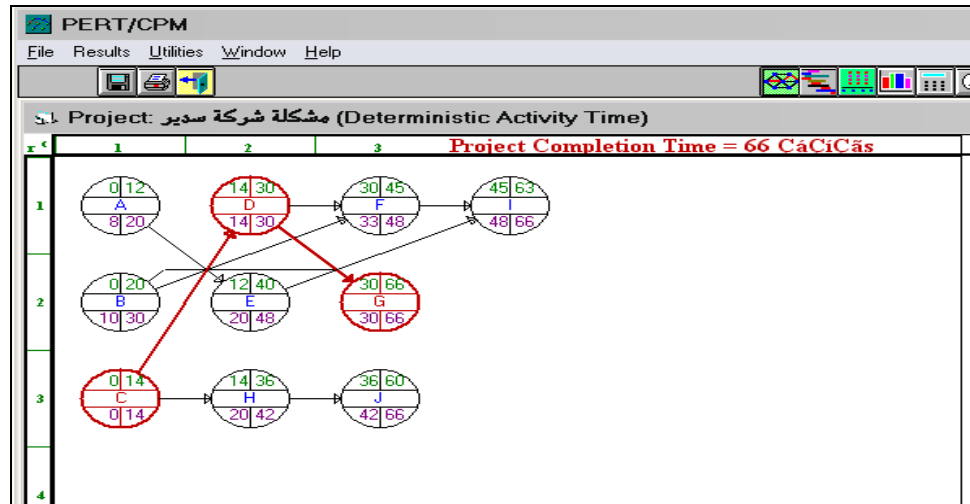 PERT/CPM
File Results Utilities Window Help
Project: مشكلة شركة سدير (Deterministic Activity Time)
1 2 3 Project Completion Time = 66 CáCíCãs
1
0 12 14 30 30 45 45 63
A D F I
8 20 14 30 33 48 48 66
2
0 20 12 40 30 66
B E G
10 30 20 48 30 66
3
0 14 14 36 36 60
C H J
0 14 20 42 42 66
4